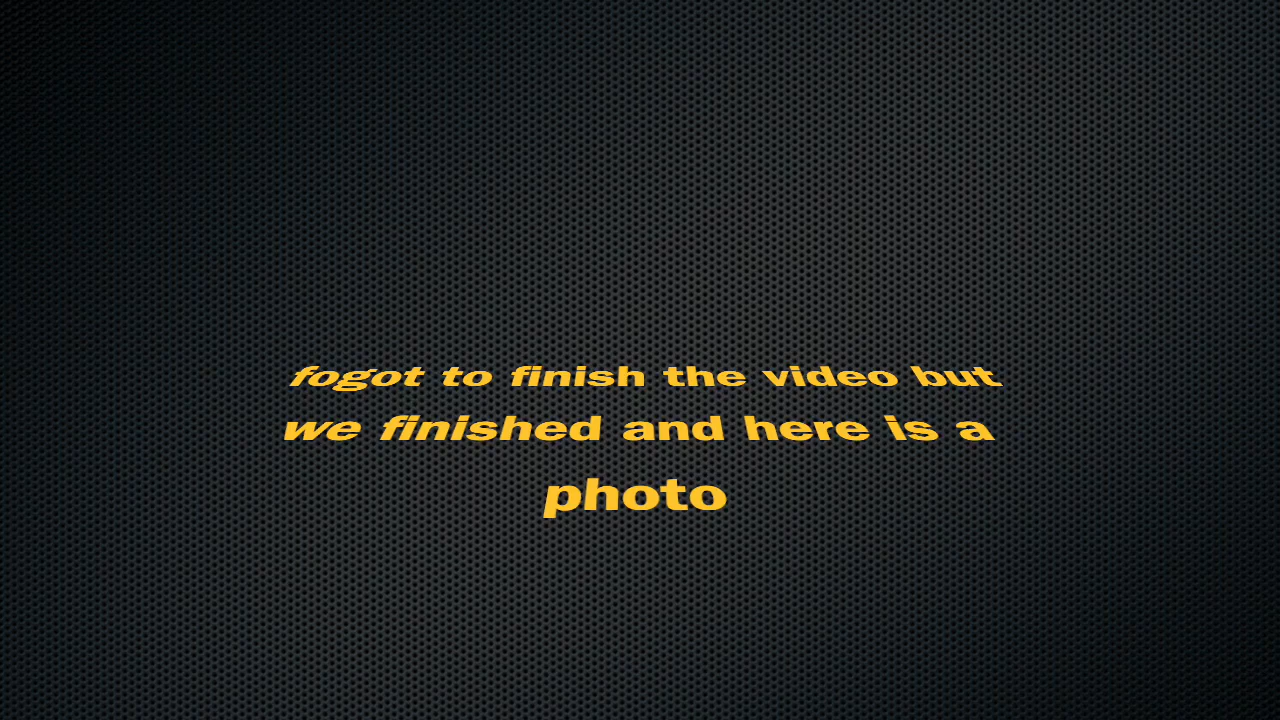 fogot to finish the video but
we finished and here is a
photo